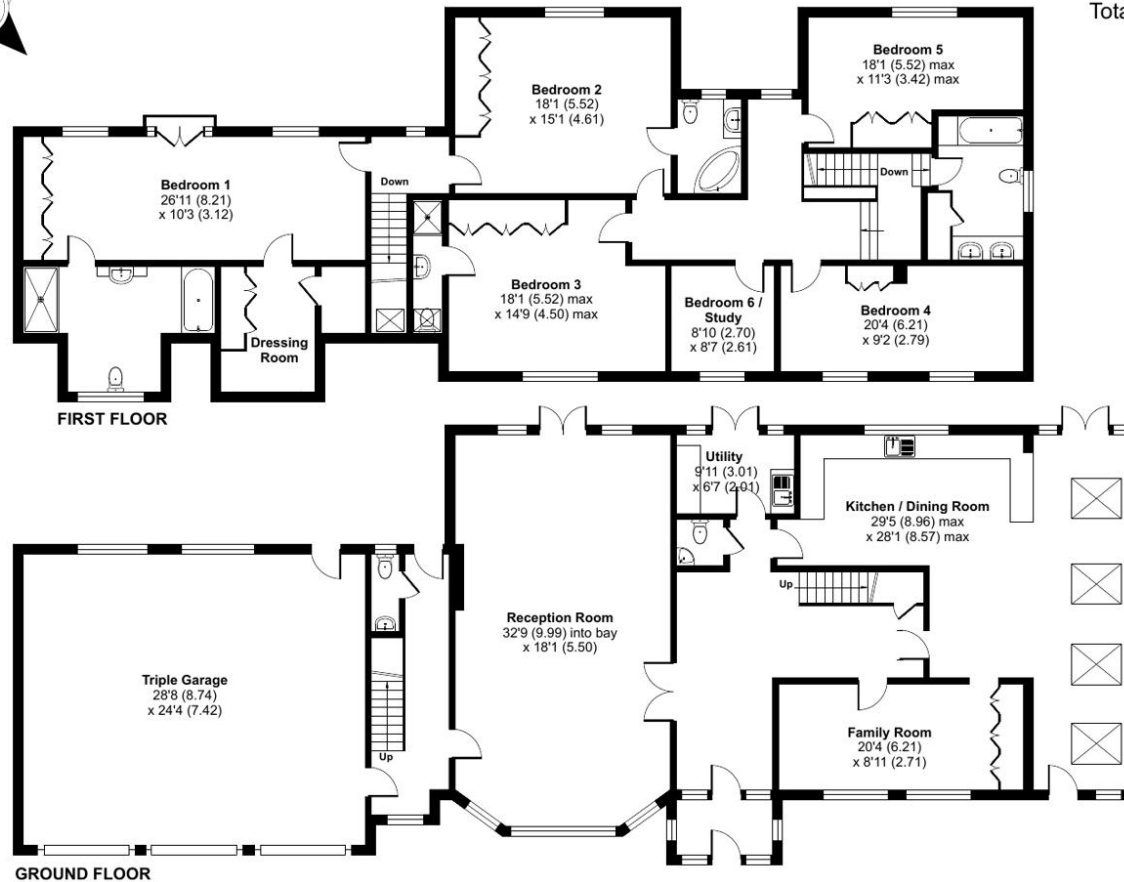 Tota
Bedroom 5
18'1 (5.52) max
x 11'3 (3.42) max
Bedroom 2
18'1 (5.52)
x 15'1 (4.61)
Bedroom 1
26'11 (8.21)
x 10'3 (3.12)
Down
Down
Bedroom 3
18'1 (5.52) max
x 14'9 (4.50) max
Bedroom 6 /
Study
8'10 (2.70)
x 8'7 (2.61)
Bedroom 4
20'4 (6.21)
x 9'2 (2.79)
Dressing
Room
FIRST FLOOR
Utility
9'11 (3.01)
x 6'7 (2.01)
Kitchen / Dining Room
29'5 (8.96) max
x 28'1 (8.57) max
Up
Reception Room
32'9 (9.99) into bay
x 18'1 (5.50)
Triple Garage
28'8 (8.74)
x 24'4 (7.42)
Up
Family Room
20'4 (6.21)
x 8'11 (2.71)
GROUND FLOOR